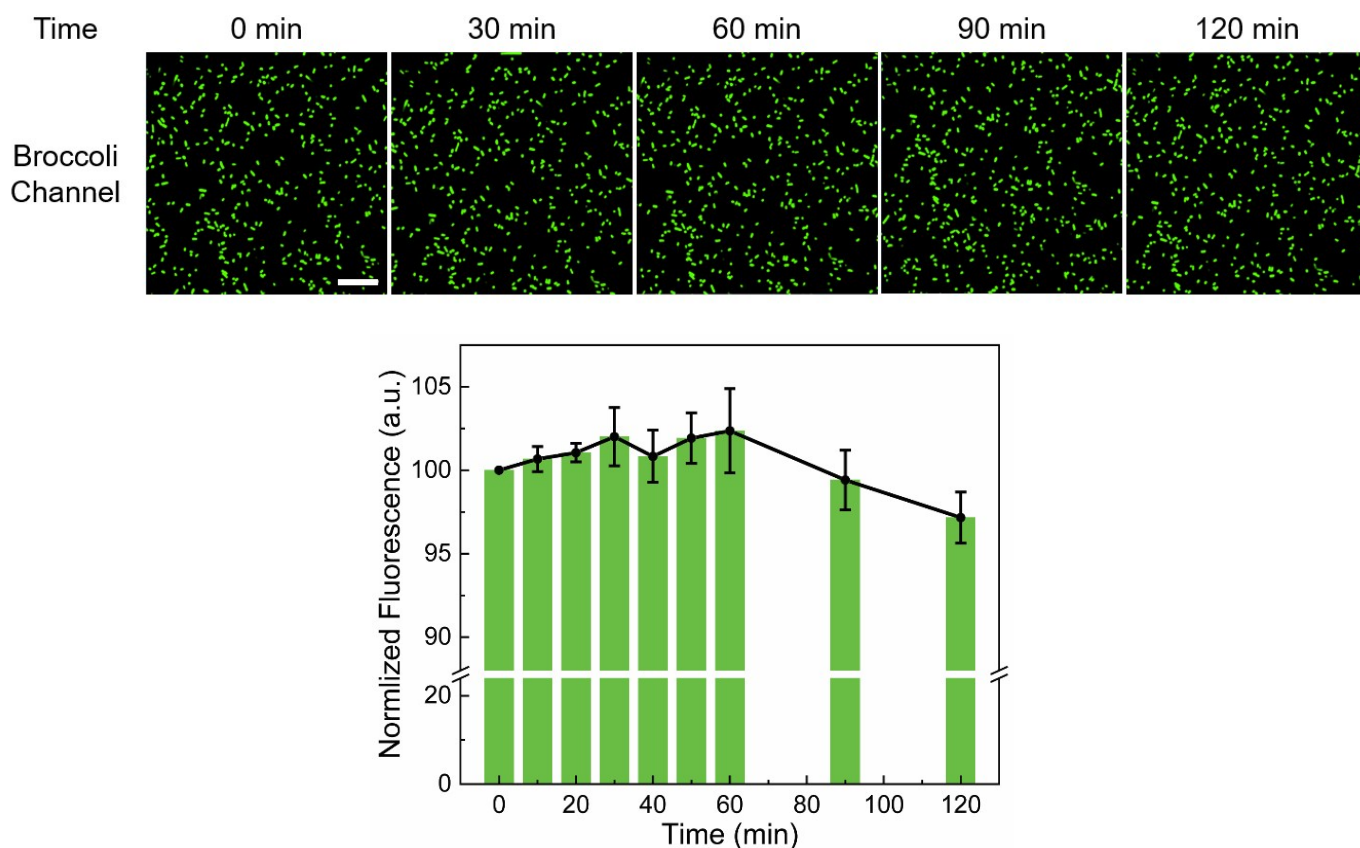 Time 0 min 30 min 60 min 90 min 120 min
Broccoli
Channel
Normlized Fluorescence (a.u.)
105
100
95
90
20
0
0 20 40 60 80 100 120
Time (min)